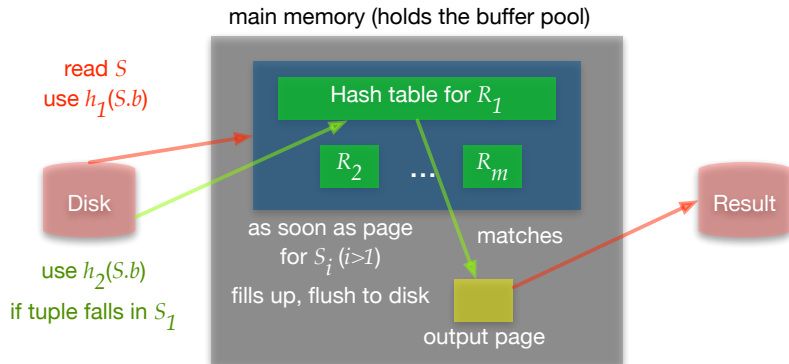 main memory (holds the buffer pool)
read S
use h1(S.b)
Hash table for R1
R2 ... Rm
Disk
Result
as soon as page
for Si (i>1)
fills up, flush to disk
matches
use h2(S.b)
if tuple falls in S1
output page